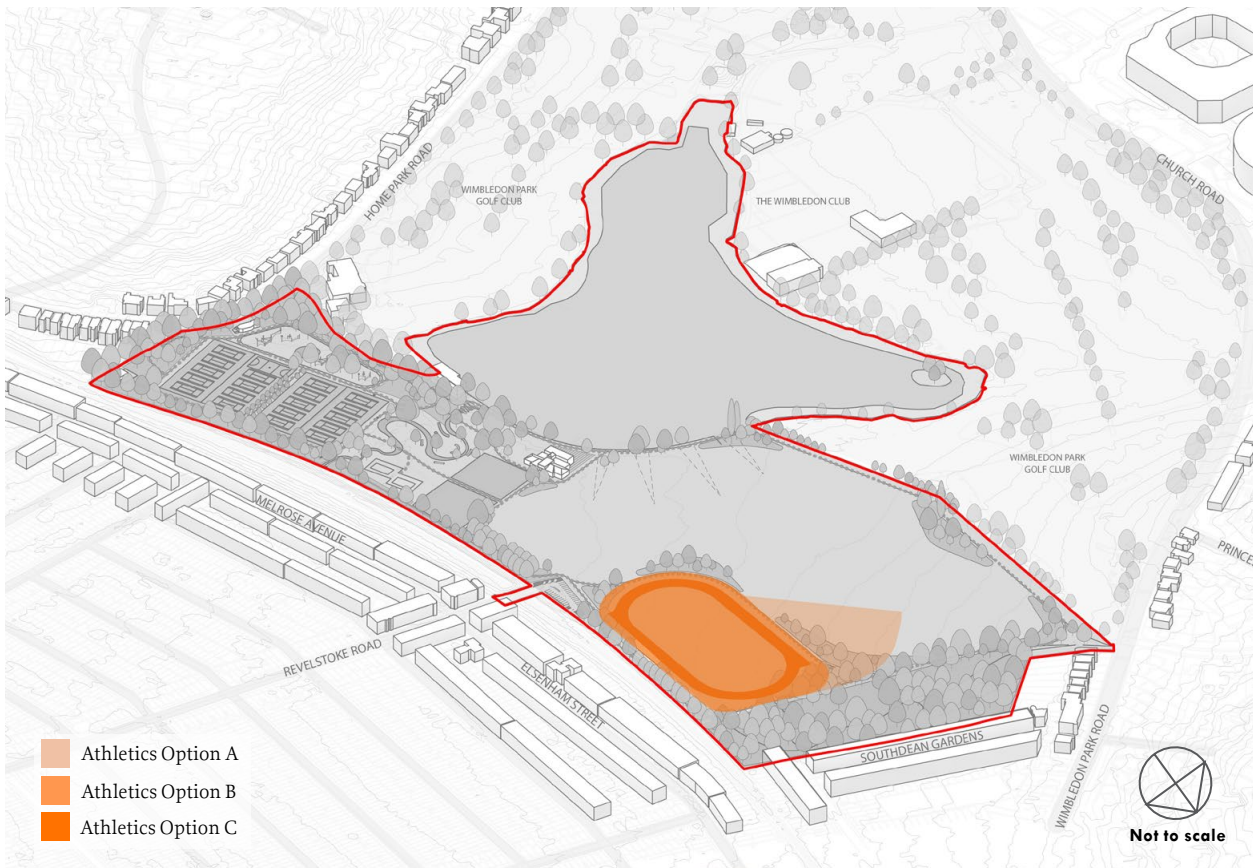 HOME PARK ROAD
WIMBLEDON PARK
GOLF CLUB
THE WIMBLEDON CLUB
CHURCH ROAD
WIMBLEDON PARK
GOLF CLUB
PRINCE
MELROSE AVENUE
REVELSTOKE ROAD
ELSENHAM STREET
SOUTHDEAN GARDENS
WIMBLEDON PARK ROAD
Athletics Option A
Athletics Option B
Athletics Option C
Not to scale